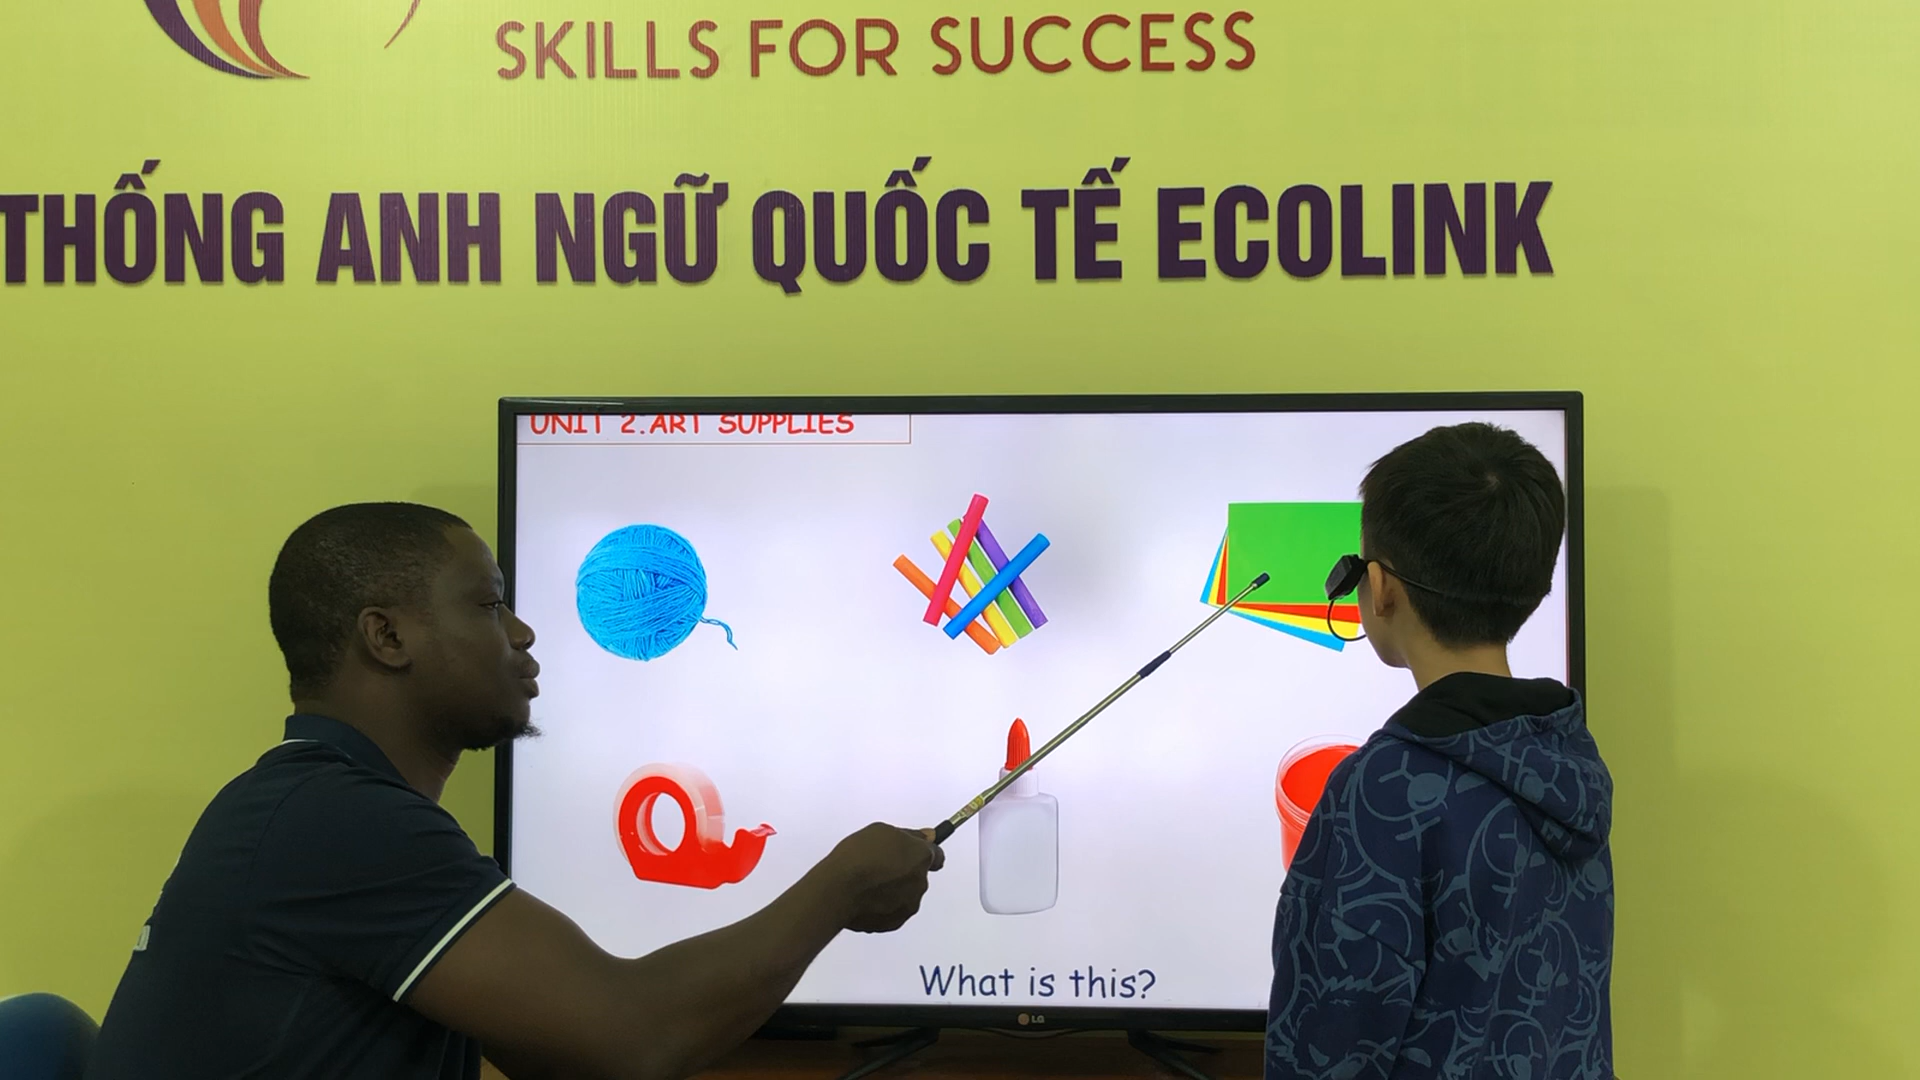 SKILLS FOR SUCCESS
THỐNG ANH NGỮ QUỐC TẾ ECOLINK
UNIT 2.ART SUPPLIES
What is this?
LG